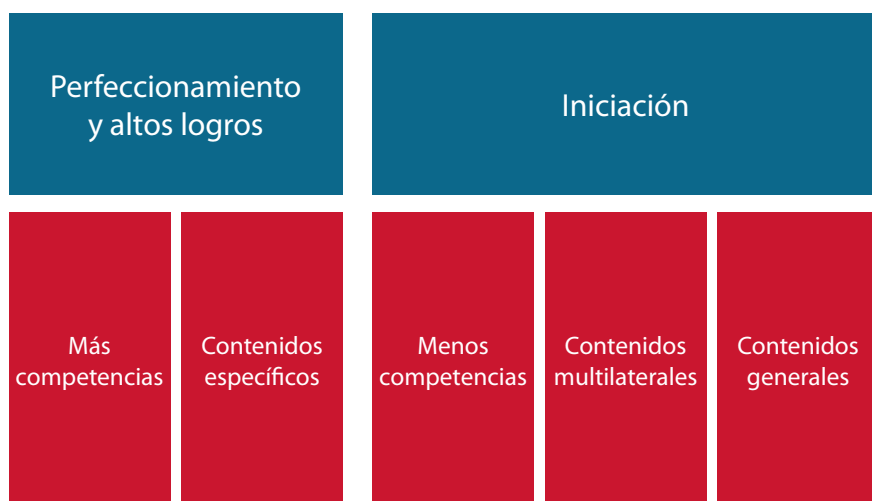 Perfeccionamiento
y altos logros
Iniciación
Más
competencias
Contenidos
específicos
Menos
competencias
Contenidos
multilaterales
Contenidos
generales